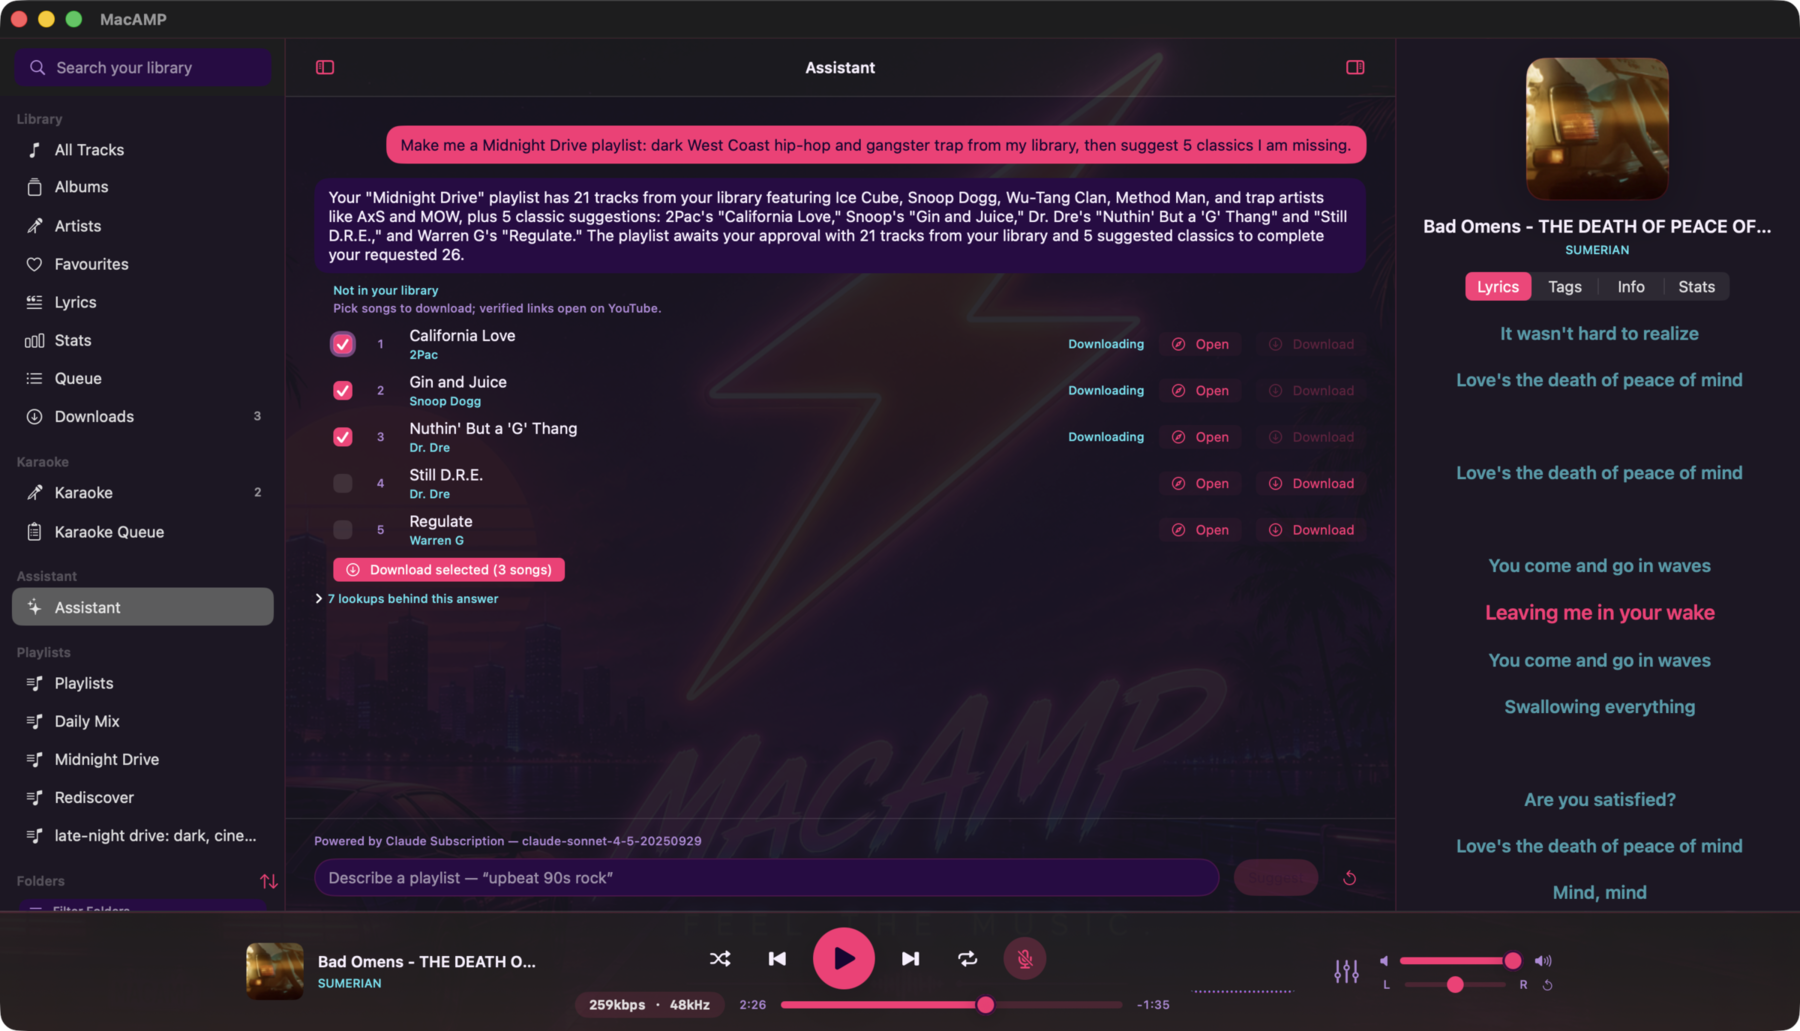 MacAMP
Search your library
Library
All Tracks
Albums
Artists
Favourites
Lyrics
Stats
Queue
Downloads 3
Karaoke
Karaoke 2
Karaoke Queue
Assistant
Assistant
Playlists
Playlists
Daily Mix
Midnight Drive
Rediscover
late-night drive: dark, cine...
Folders
Filter Folders
Assistant
Make me a Midnight Drive playlist: dark West Coast hip-hop and gangster trap from my library, then suggest 5 classics I am missing.
Your "Midnight Drive" playlist has 21 tracks from your library featuring Ice Cube, Snoop Dogg, Wu-Tang Clan, Method Man, and trap artists
like AxS and MOW, plus 5 classic suggestions: 2Pac's "California Love," Snoop's "Gin and Juice," Dr. Dre's "Nuthin' But a 'G' Thang" and "Still
D.R.E.," and Warren G's "Regulate." The playlist awaits your approval with 21 tracks from your library and 5 suggested classics to complete
your requested 26.
Not in your library
Pick songs to download; verified links open on YouTube.
1 California Love Downloading Open Download
2Pac
2 Gin and Juice Downloading Open Download
Snoop Dogg
3 Nuthin' But a 'G' Thang Downloading Open Download
Dr. Dre
4 Still D.R.E. Open Download
Dr. Dre
5 Regulate Open Download
Warren G
Download selected (3 songs)
7 lookups behind this answer
MACAMP
Powered by Claude Subscription — claude-sonnet-4-5-20250929
Describe a playlist — “upbeat 90s rock”
Suggest
FEEL THE MUSIC
Bad Omens - THE DEATH OF PEACE OF...
SUMERIAN
Lyrics Tags Info Stats
It wasn't hard to realize
Love's the death of peace of mind
Love's the death of peace of mind
You come and go in waves
Leaving me in your wake
You come and go in waves
Swallowing everything
Are you satisfied?
Love's the death of peace of mind
Mind, mind
Bad Omens - THE DEATH O...
SUMERIAN
259kbps · 48kHz 2:26 -1:35
L R